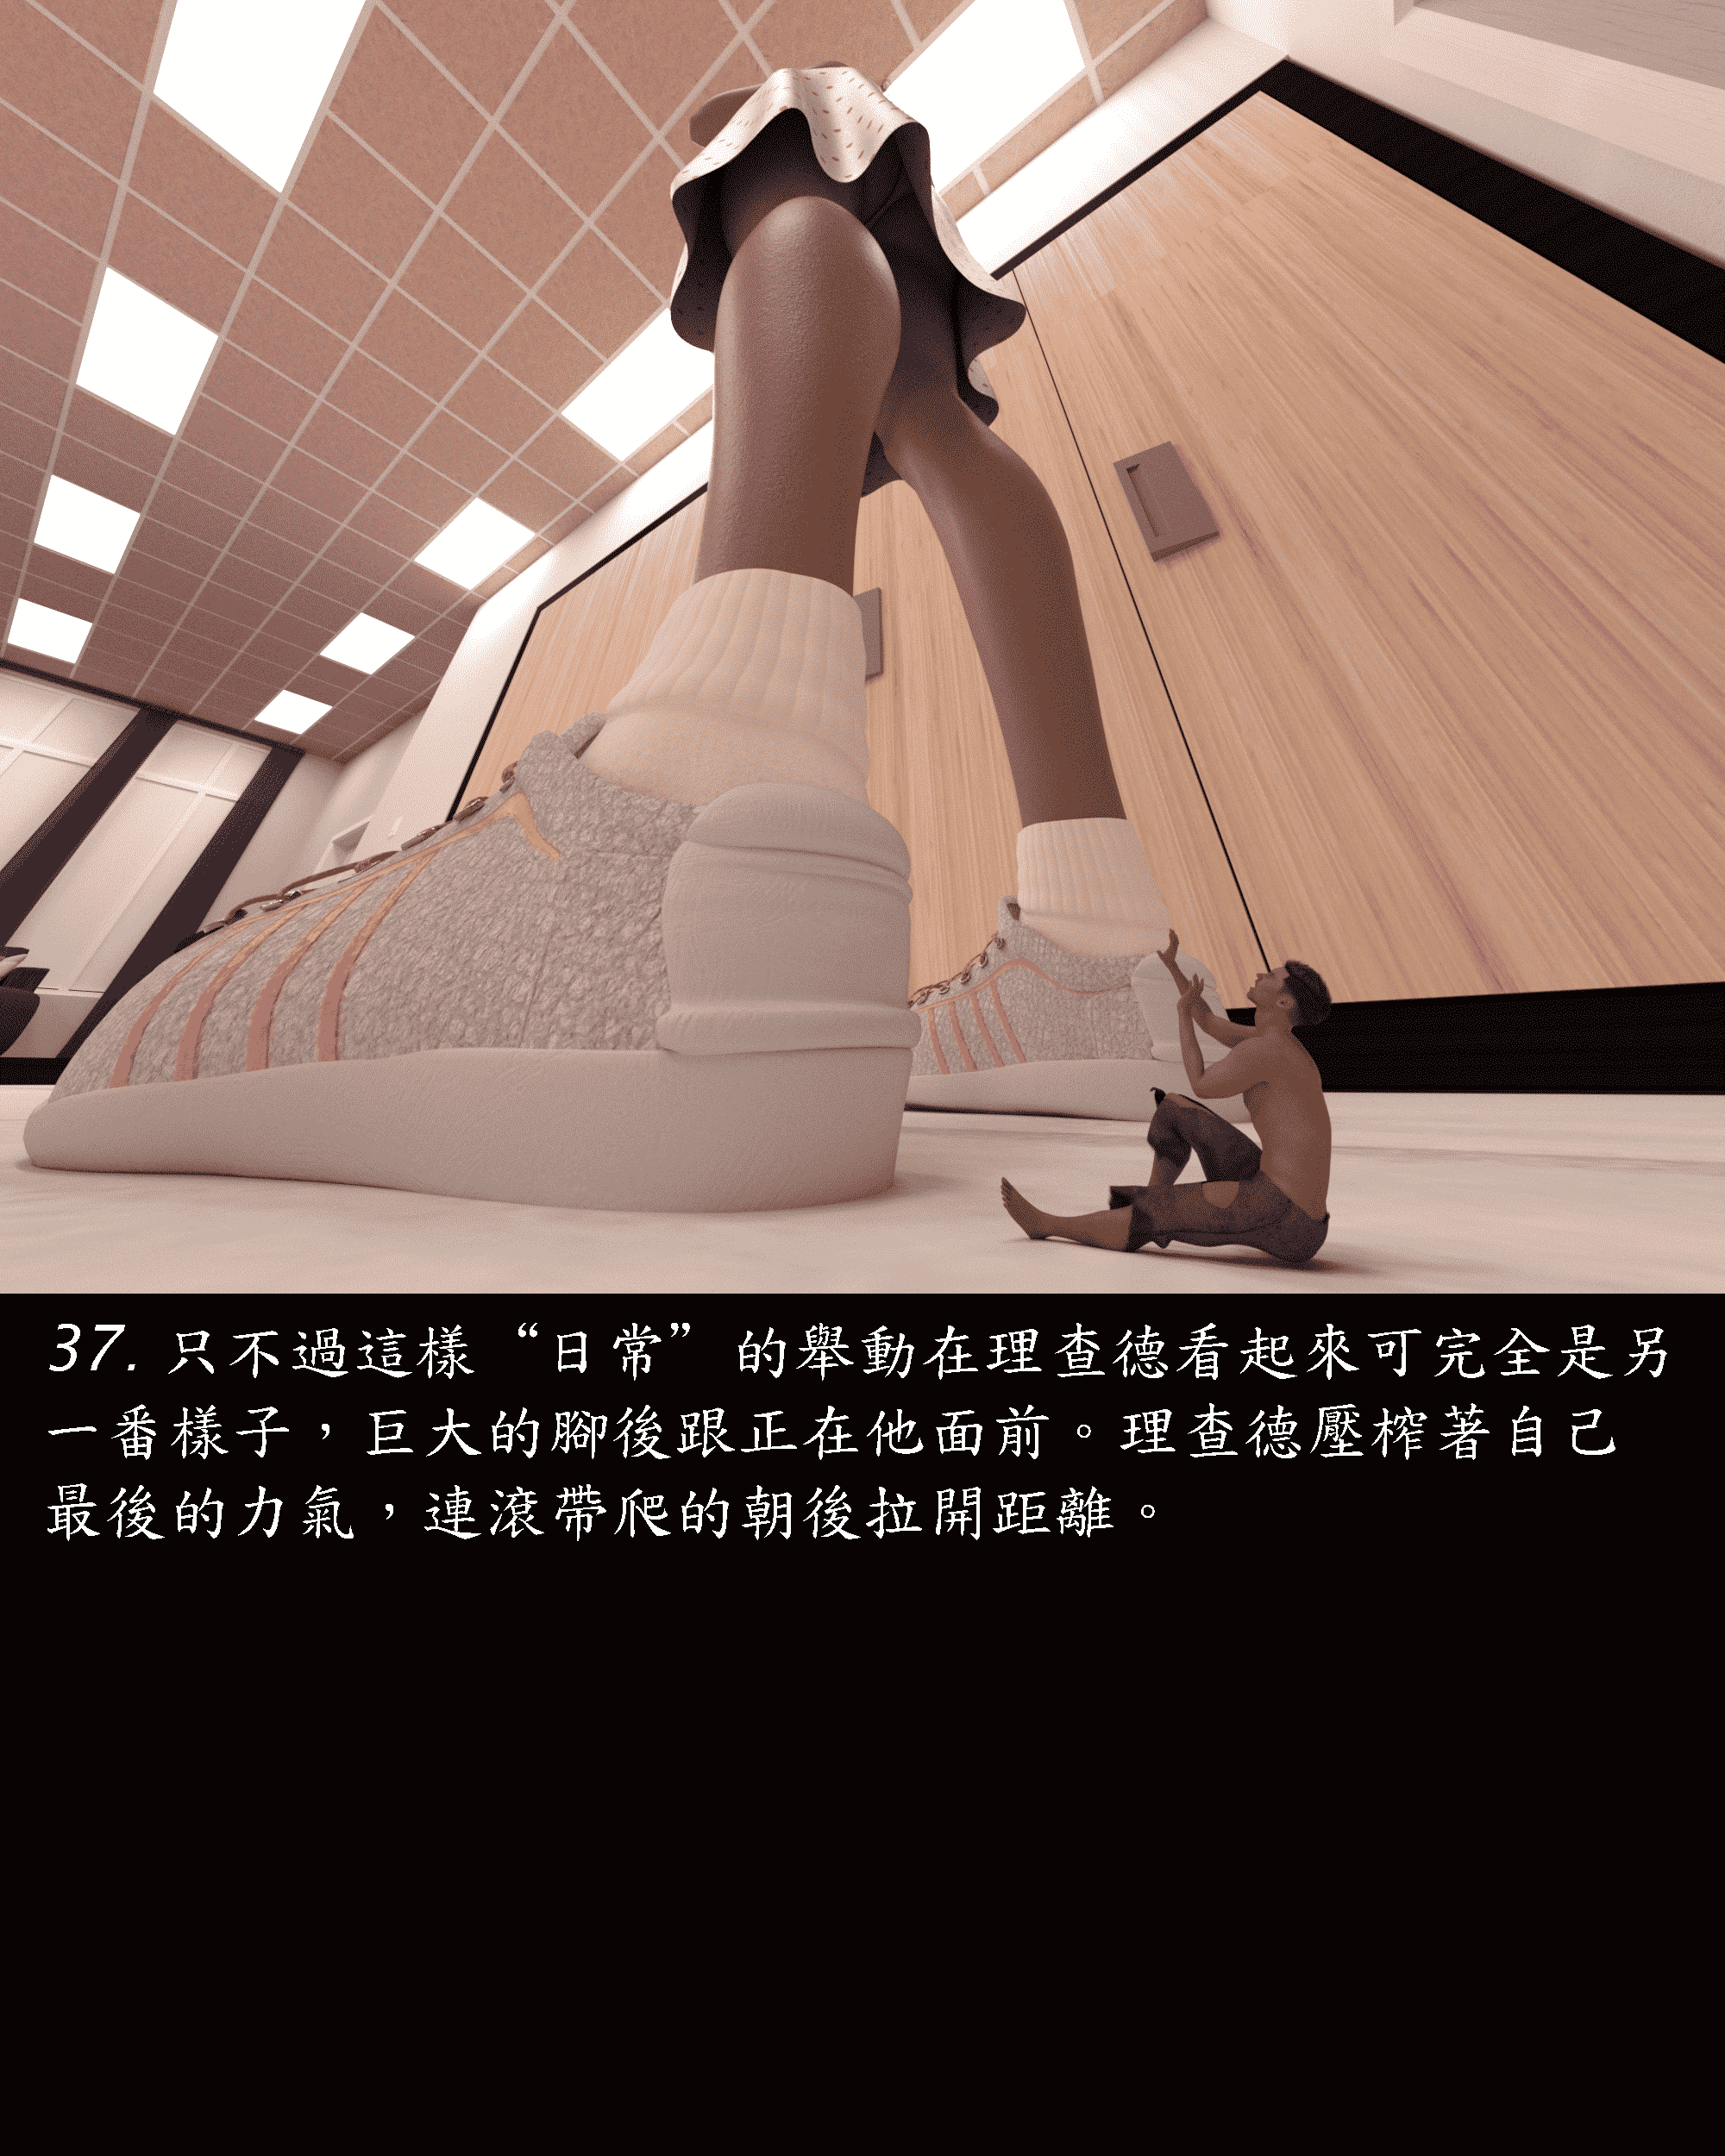 37. 只不過這樣“日常”的舉動在理查德看起來可完全是另
一番樣子，巨大的腳後跟正在他面前。理查德壓榨著自己
最後的力氣，連滾帶爬的朝後拉開距離。